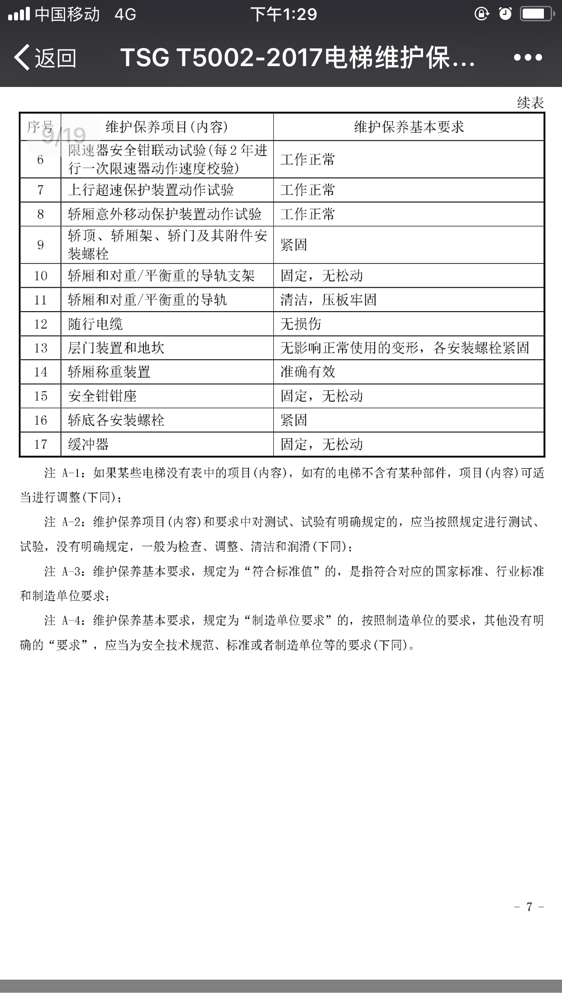 中国移动 4G 下午1:29
返回 TSG T5002-2017电梯维护保...
续表
序号 维护保养项目(内容) 维护保养基本要求
9/19
6 限速器安全钳联动试验(每2年进
行一次限速器动作速度校验) 工作正常
7 上行超速保护装置动作试验 工作正常
8 轿厢意外移动保护装置动作试验 工作正常
9 轿顶、轿厢架、轿门及其附件安
装螺栓 紧固
10 轿厢和对重/平衡重的导轨支架 固定，无松动
11 轿厢和对重/平衡重的导轨 清洁，压板牢固
12 随行电缆 无损伤
13 层门装置和地坎 无影响正常使用的变形，各安装螺栓紧固
14 轿厢称重装置 准确有效
15 安全钳钳座 固定，无松动
16 轿底各安装螺栓 紧固
17 缓冲器 固定，无松动
注 A-1：如果某些电梯没有表中的项目(内容)，如有的电梯不含有某种部件，项目(内容)可适
当进行调整(下同)；
注 A-2：维护保养项目(内容)和要求中对测试、试验有明确规定的，应当按照规定进行测试、
试验，没有明确规定，一般为检查、调整、清洁和润滑(下同)；
注 A-3：维护保养基本要求，规定为“符合标准值”的，是指符合对应的国家标准、行业标准
和制造单位要求；
注 A-4：维护保养基本要求，规定为“制造单位要求”的，按照制造单位的要求，其他没有明
确的“要求”，应当为安全技术规范、标准或者制造单位等的要求(下同)。
- 7 -